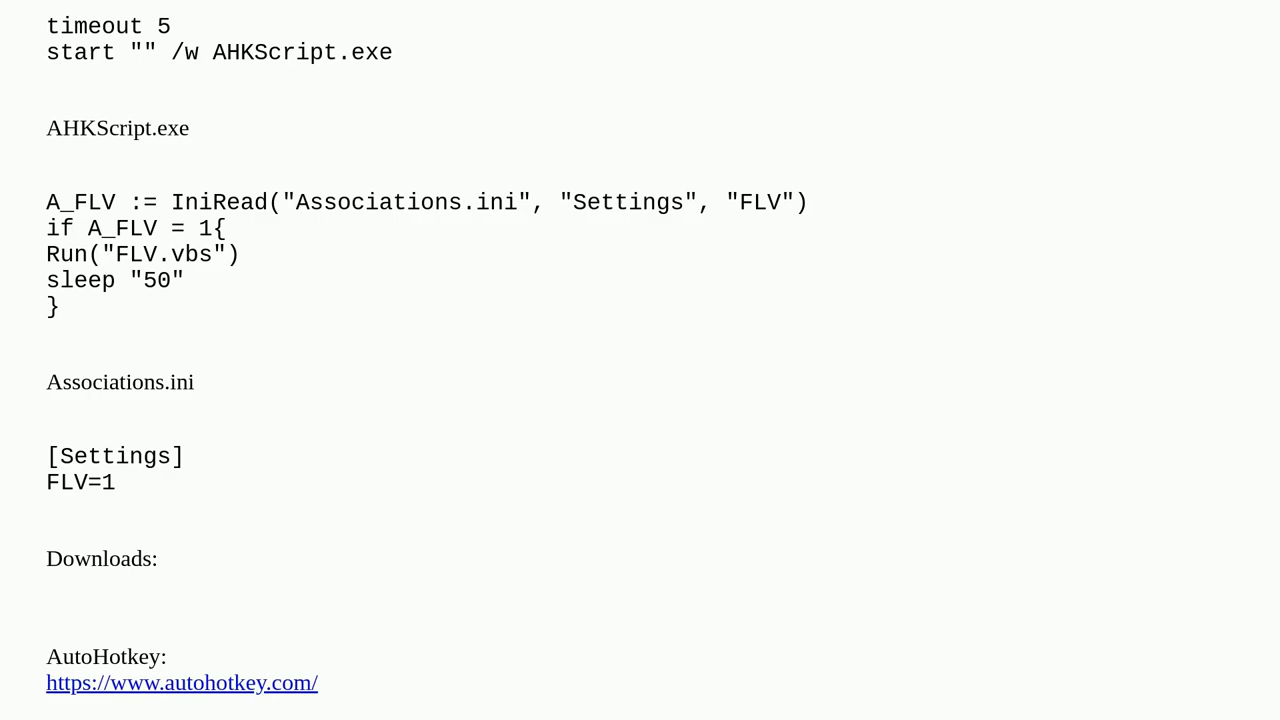 timeout 5
start "" /w AHKScript.exe
AHKScript.exe
A_FLV := IniRead("Associations.ini", "Settings", "FLV")
if A_FLV = 1{
Run("FLV.vbs")
sleep "50"
}
Associations.ini
[Settings]
FLV=1
Downloads:
AutoHotkey:
https://www.autohotkey.com/